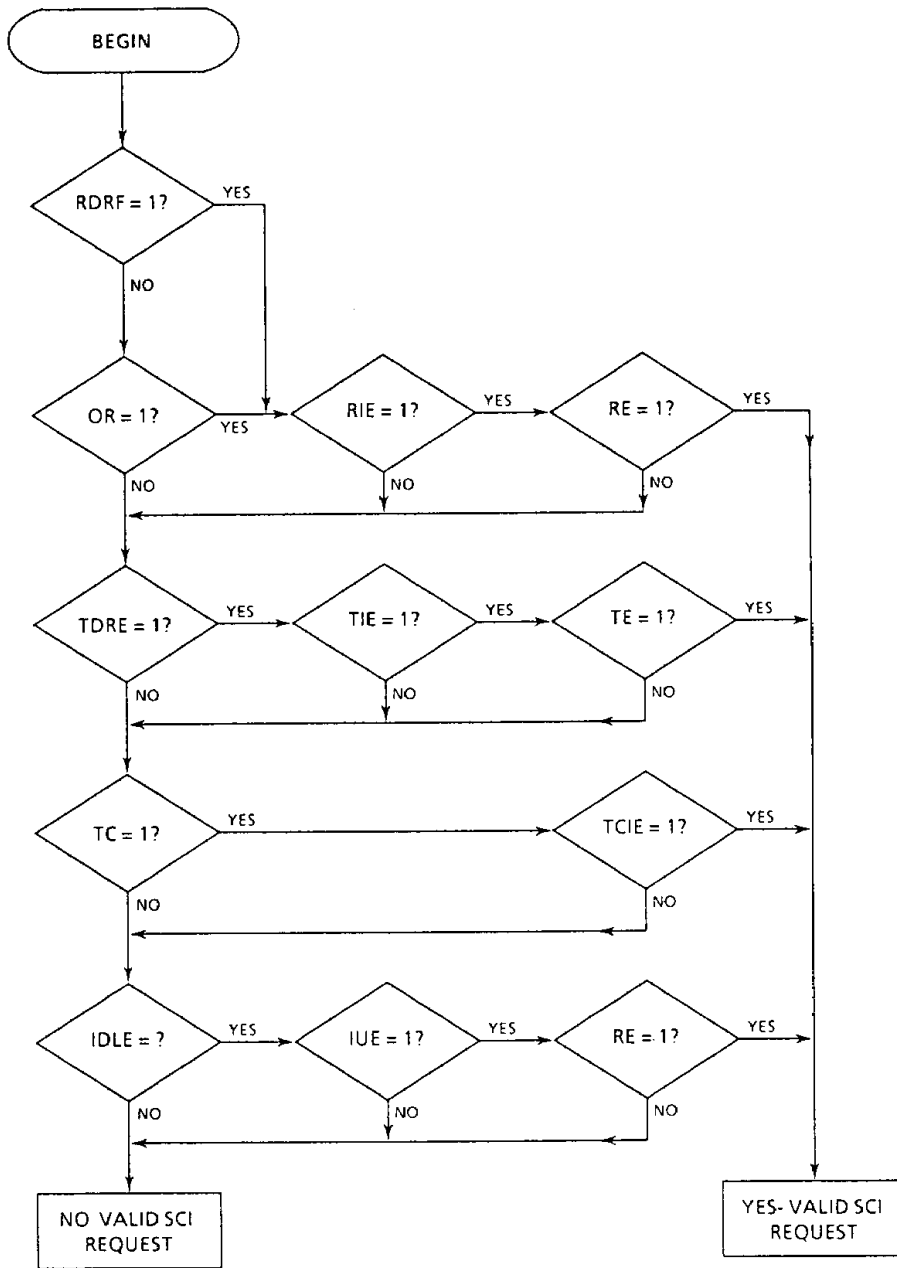 BEGIN
RDRF = 1?
YES
NO
OR = 1?
YES
RIE = 1?
YES
RE = 1?
YES
NO
NO
NO
TDRE = 1?
YES
TIE = 1?
YES
TE = 1?
YES
NO
NO
NO
TC = 1?
YES
TCIE = 1?
YES
NO
NO
IDLE = ?
YES
IUE = 1?
YES
RE = 1?
YES
NO
NO
NO
NO VALID SCI
REQUEST
YES- VALID SCI
REQUEST